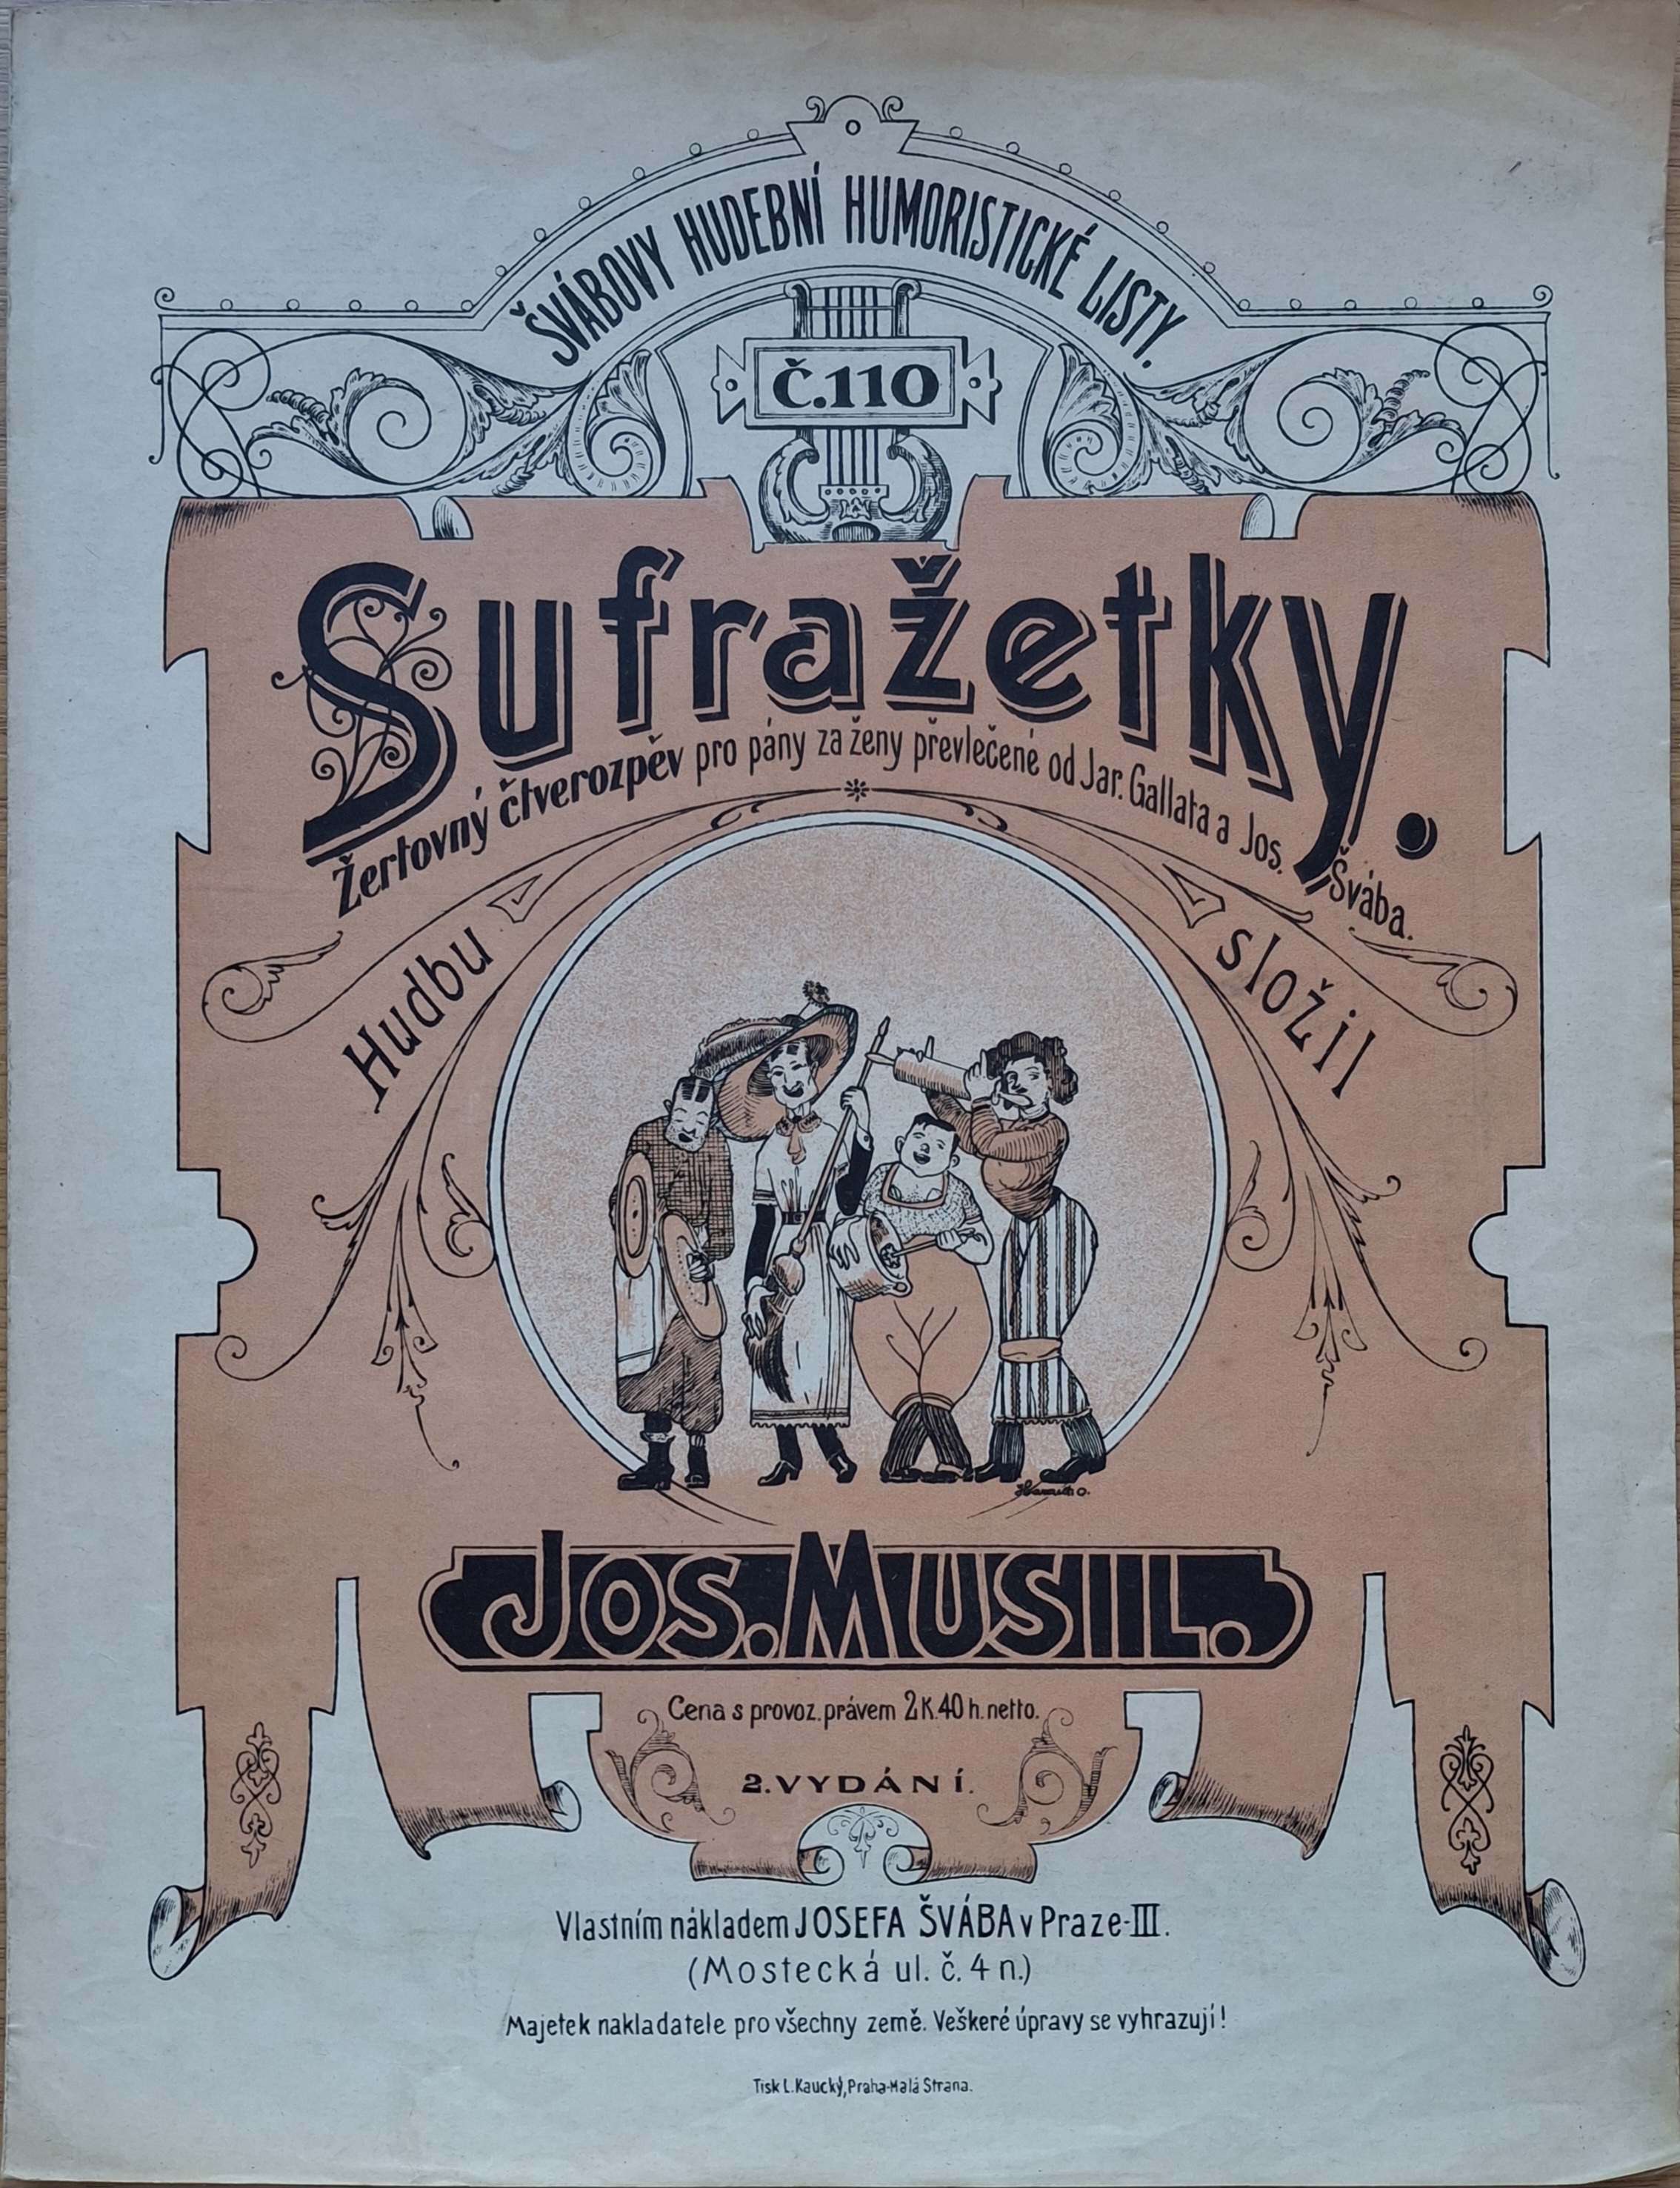 ŠVÁBOVY HUDEBNÍ HUMORISTICKÉ LISTY.
Č.110
Sufražetky.
Žertovný čtverozpěv pro pány za ženy převlečené od Jar. Gallata a Jos. Švába.
Hudbu složil
JOS. MUSIL.
Cena s provoz. právem 2 K. 40 h. netto.
2. VYDÁNÍ.
Vlastním nákladem JOSEFA ŠVÁBA v Praze-III.
(Mostecká ul. č. 4 n.)
Majetek nakladatele pro všechny země. Veškeré úpravy se vyhrazují!
Tisk L. Kaucký, Praha-Malá Strana.